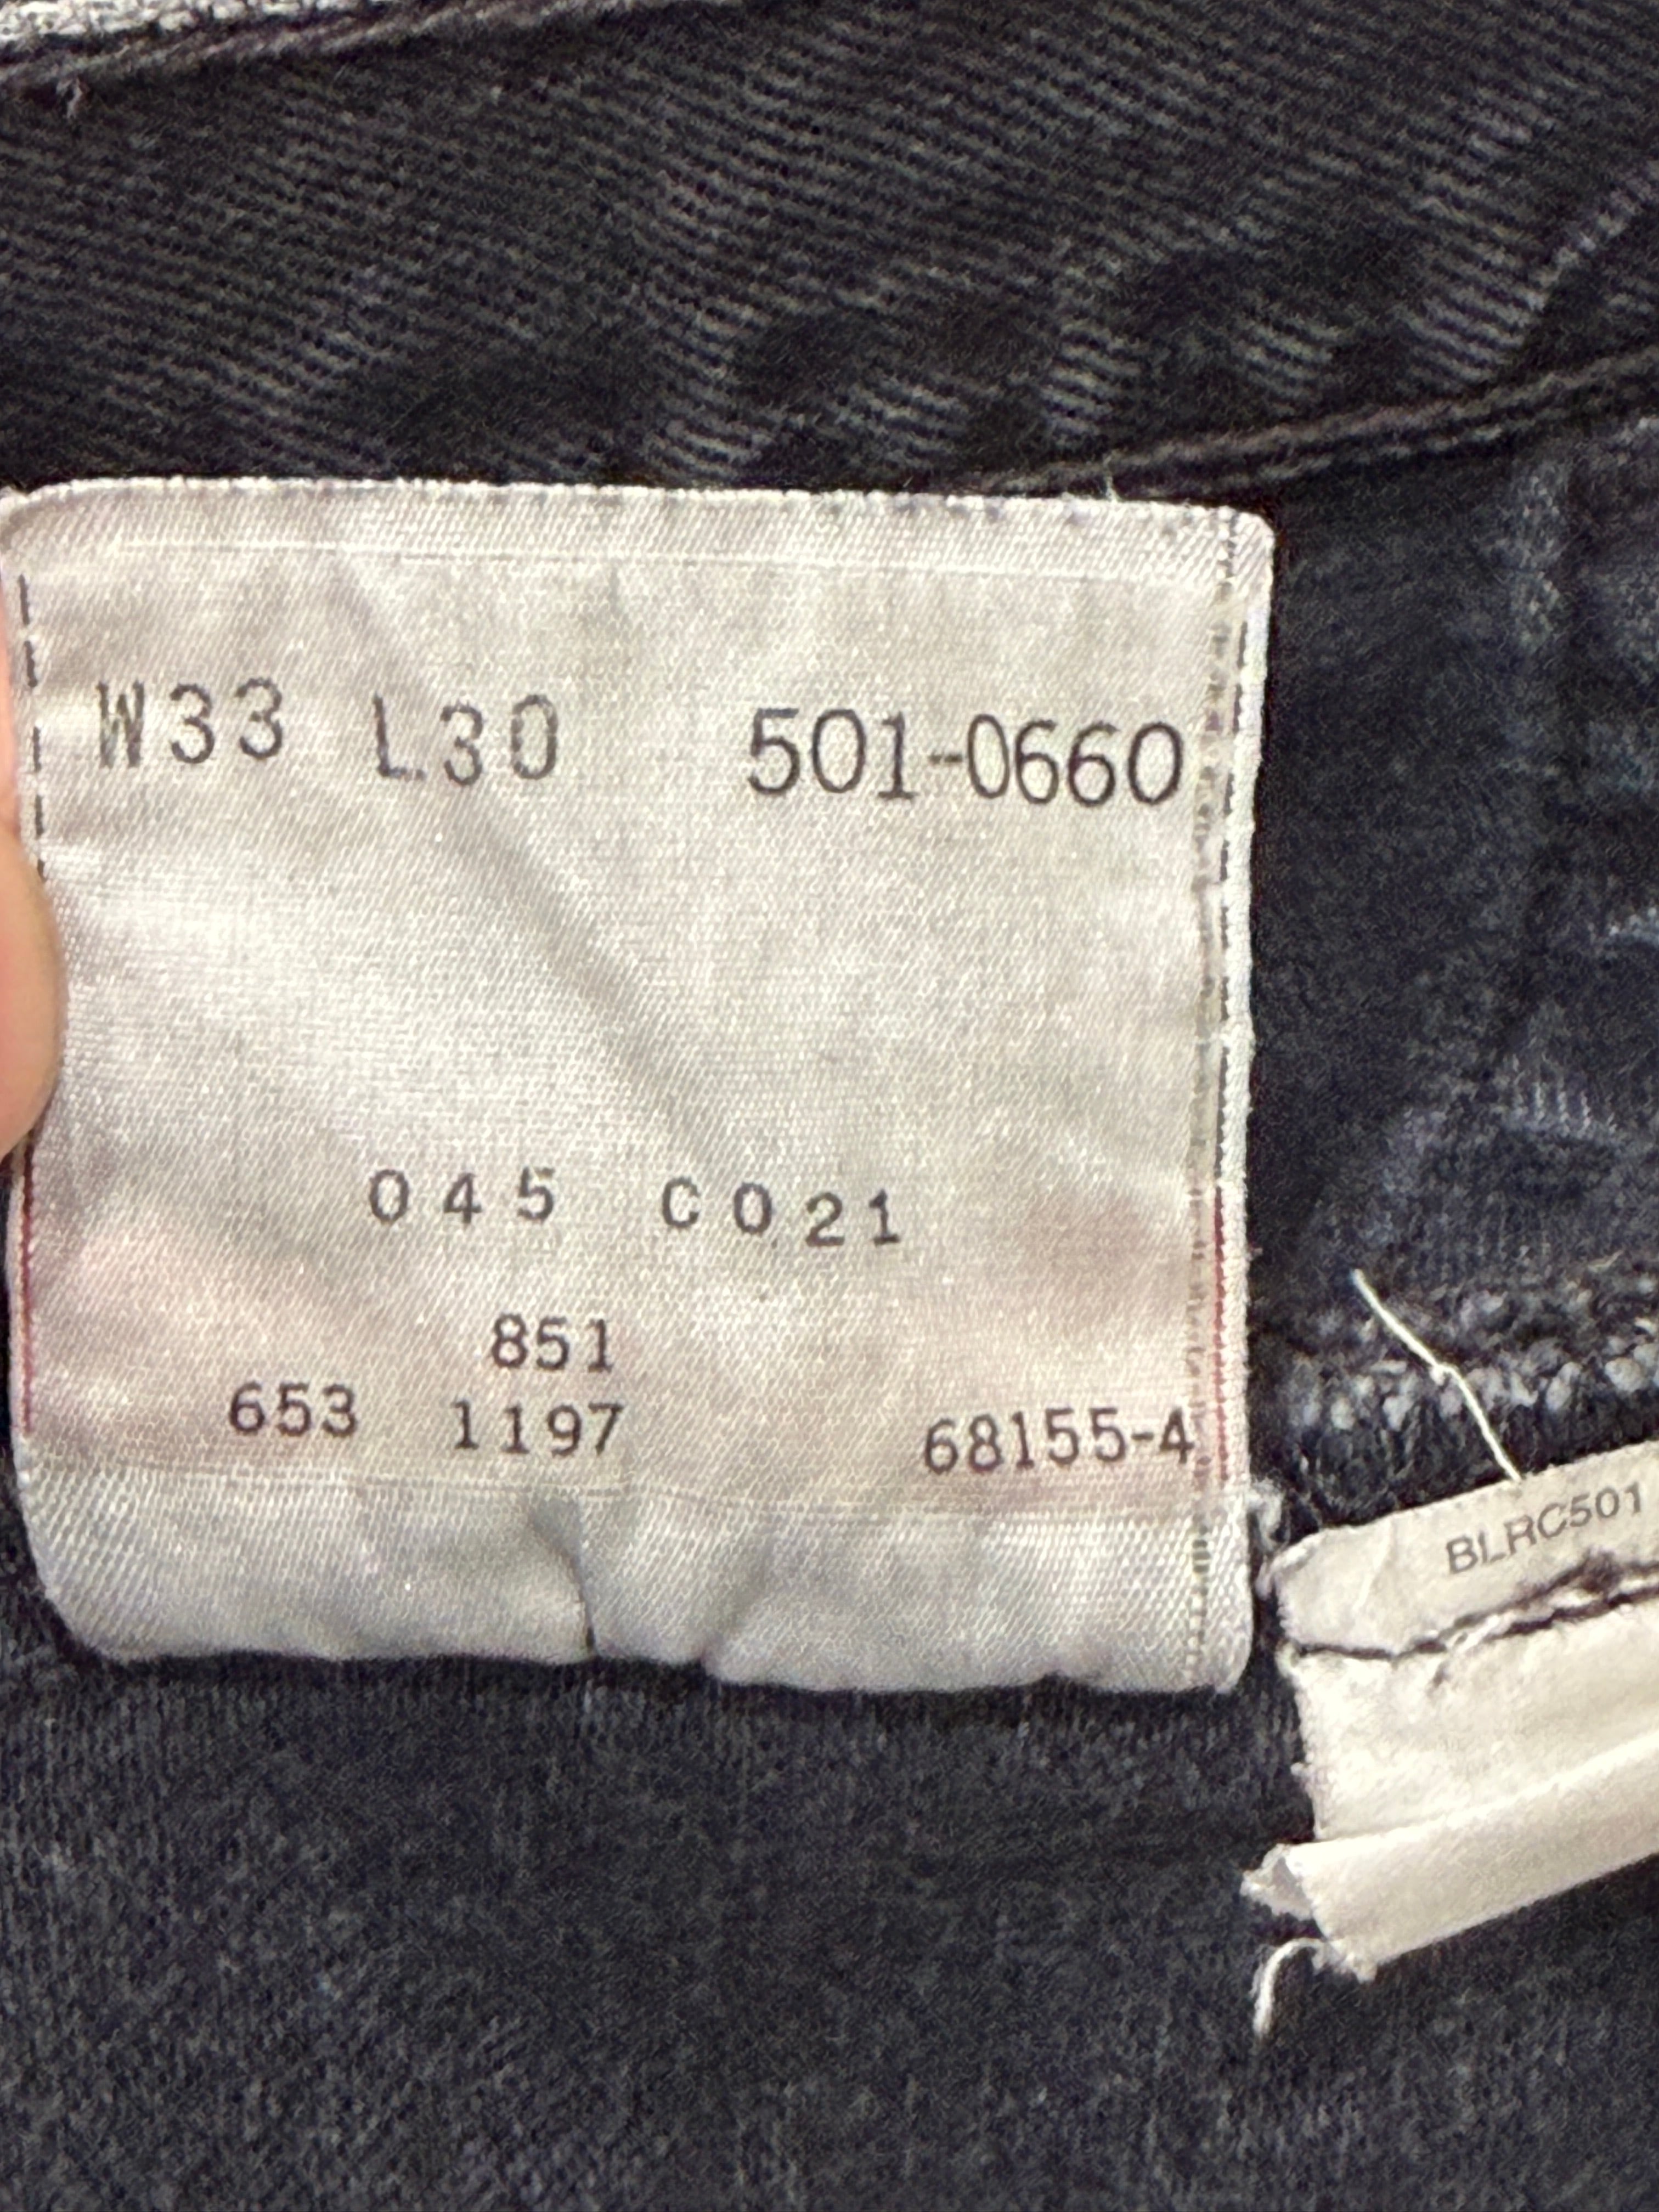 W33 L30 501-0660
045 C021
851
653 1197 68155-4
BLRC501